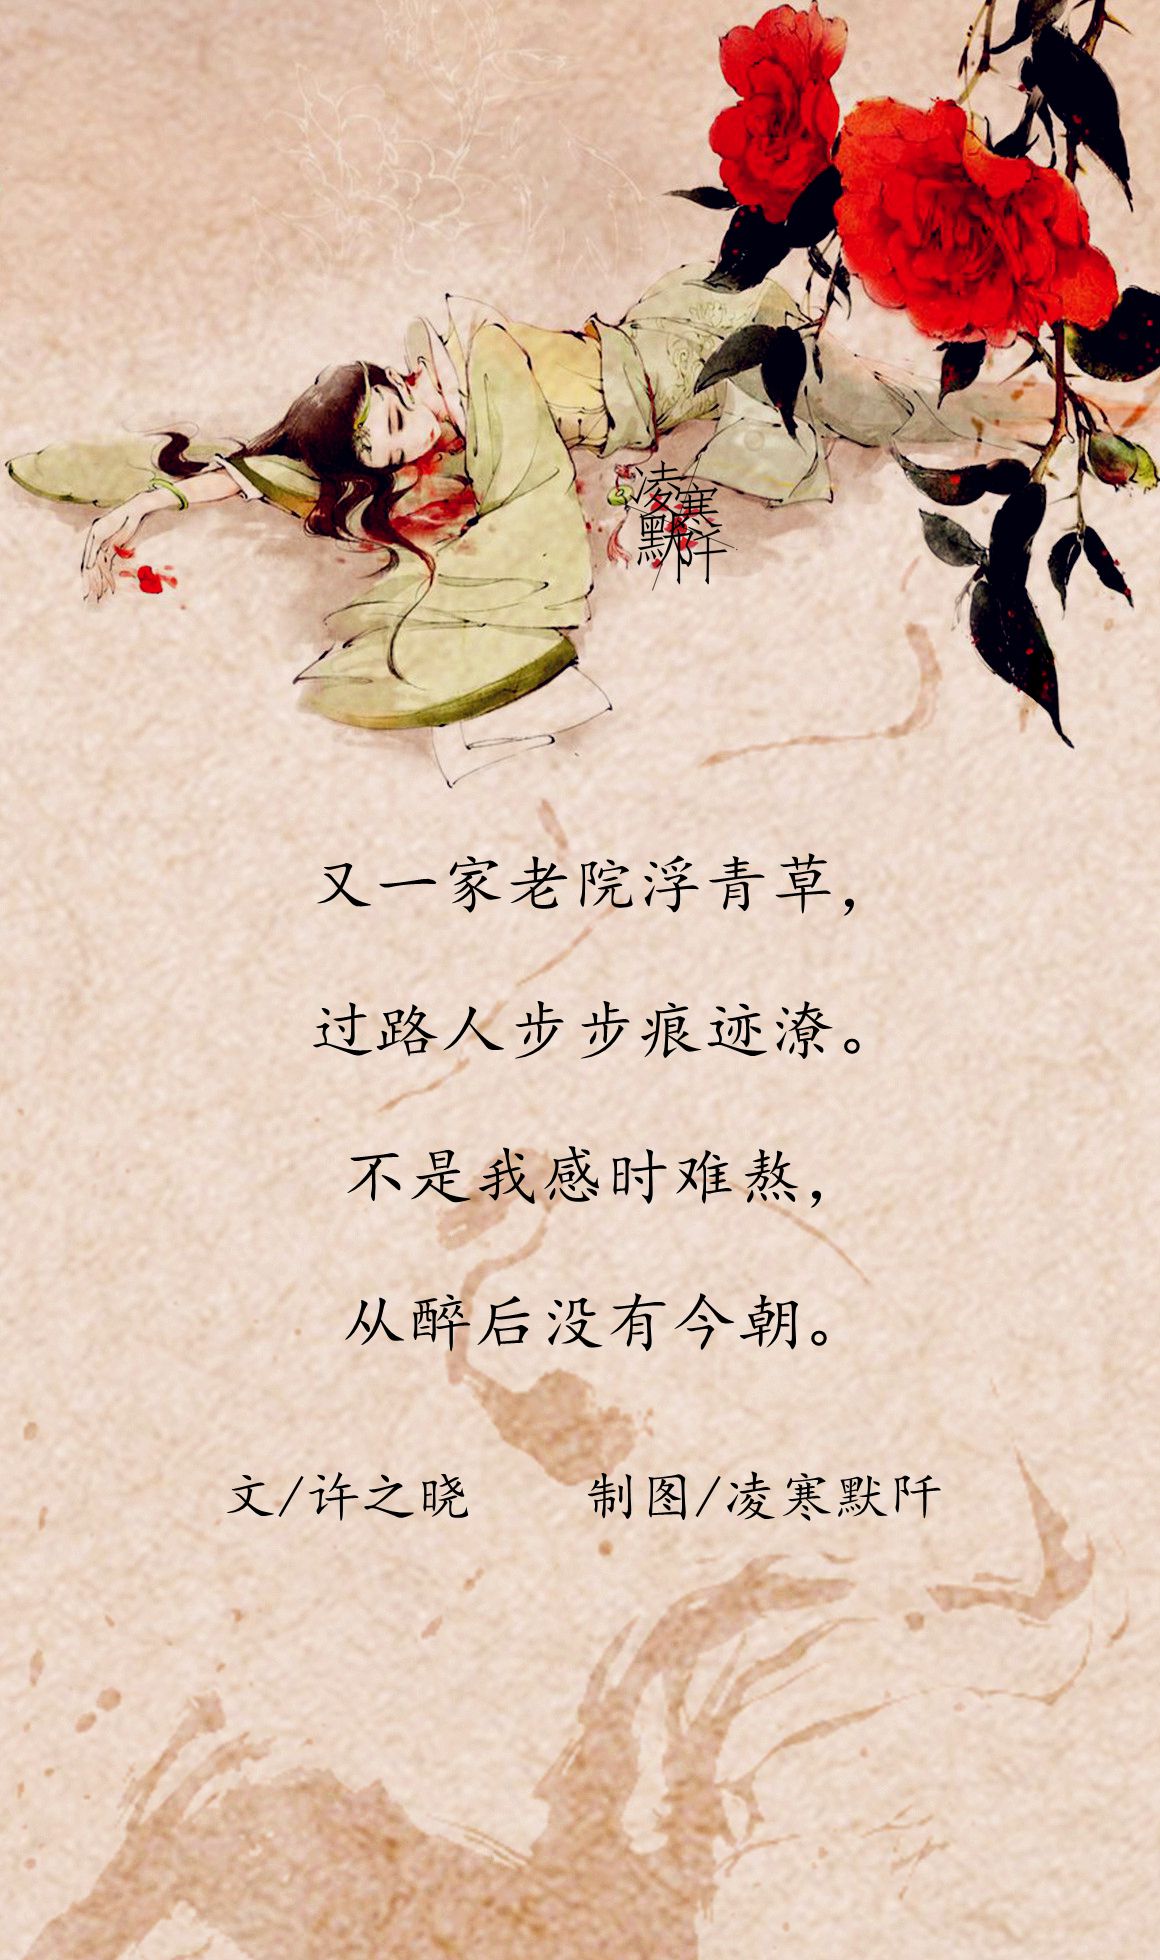 凌寒
默阡
又一家老院浮青草，
过路人步步痕迹潦。
不是我感时难熬，
从醉后没有今朝。
文/许之晓 制图/凌寒默阡